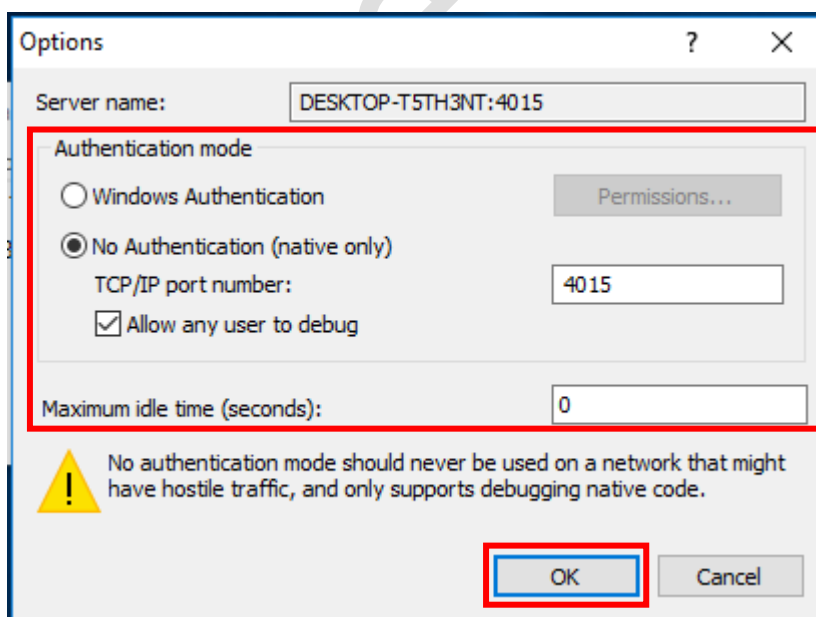 Options
Server name: DESKTOP-T5TH3NT:4015
Authentication mode
Windows Authentication Permissions...
No Authentication (native only)
TCP/IP port number: 4015
Allow any user to debug
Maximum idle time (seconds): 0
No authentication mode should never be used on a network that might
have hostile traffic, and only supports debugging native code.
OK Cancel